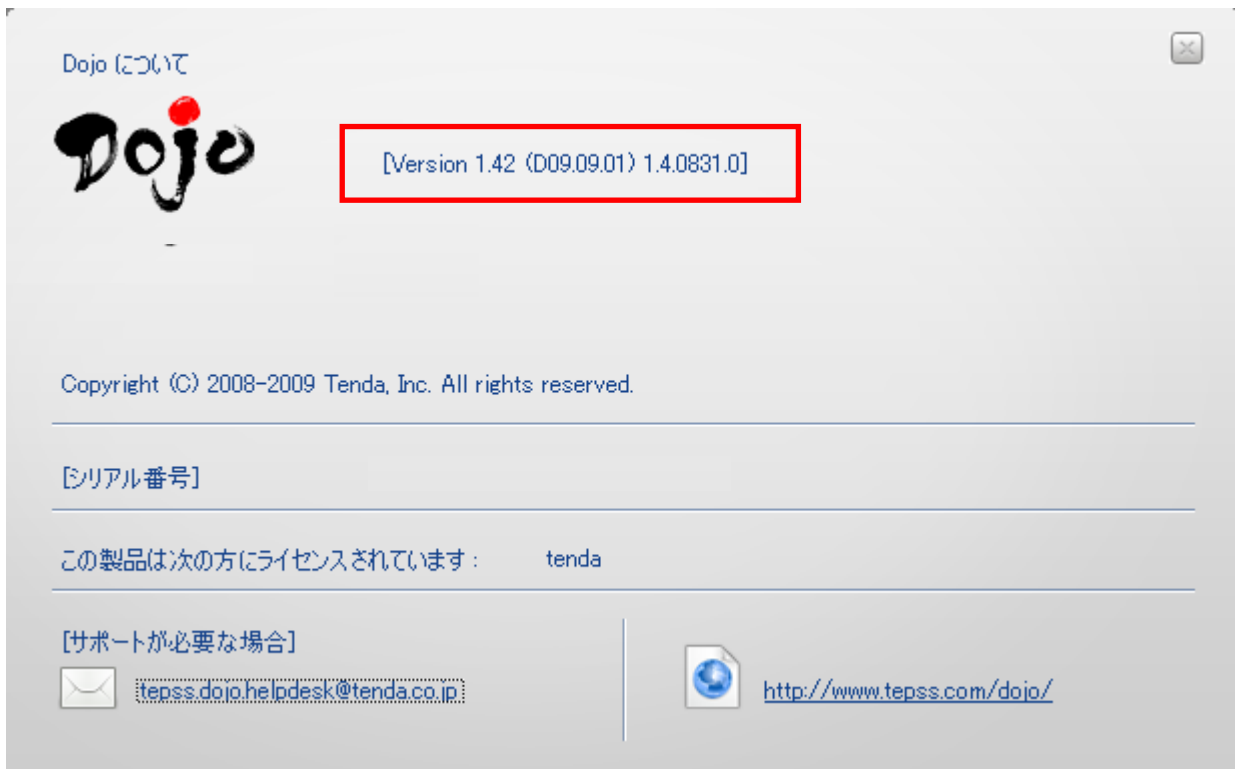 Dojo について
Dojo
[Version 1.42 (D09.09.01) 1.4.0831.0]
Copyright (C) 2008-2009 Tenda, Inc. All rights reserved.
[シリアル番号]
この製品は次の方にライセンスされています : tenda
[サポートが必要な場合]
tepss.dojo.helpdesk@tenda.co.jp
http://www.tepss.com/dojo/